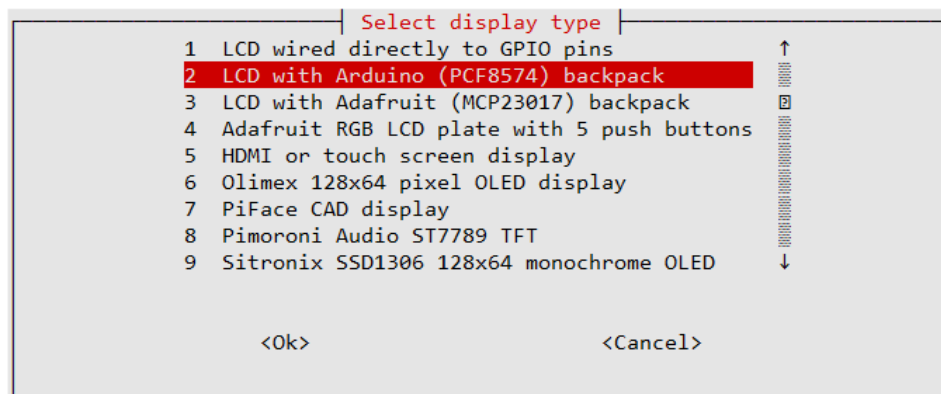 Select display type
1 LCD wired directly to GPIO pins ↑
2 LCD with Arduino (PCF8574) backpack
3 LCD with Adafruit (MCP23017) backpack
4 Adafruit RGB LCD plate with 5 push buttons
5 HDMI or touch screen display
6 Olimex 128x64 pixel OLED display
7 PiFace CAD display
8 Pimoroni Audio ST7789 TFT
9 Sitronix SSD1306 128x64 monochrome OLED ↓
<Ok> <Cancel>